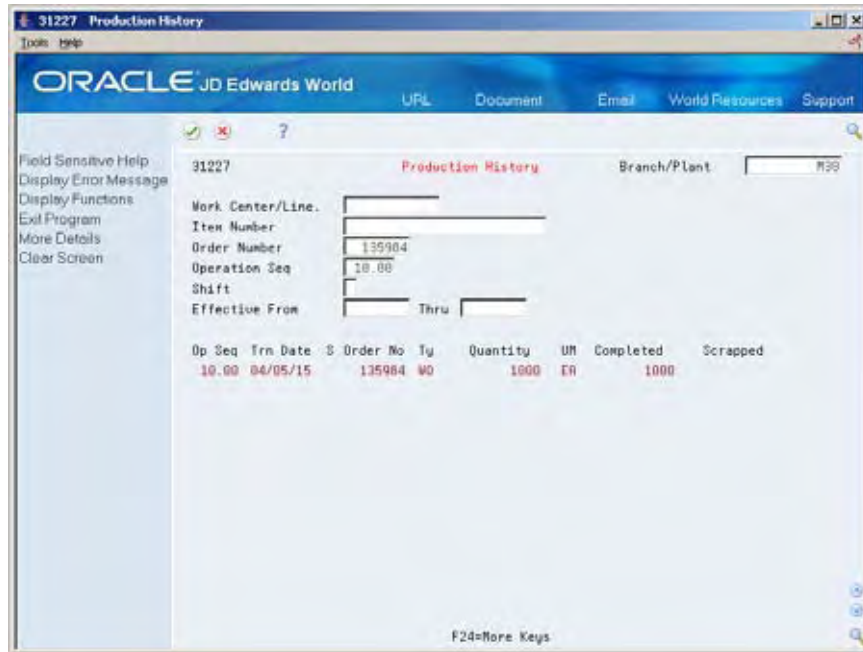 31227 Production History
Tools Help
ORACLE JD Edwards World
URL Document Email World Resources Support
?
Field Sensitive Help
Display Error Message
Display Functions
Exit Program
More Details
Clear Screen
31227 Production History Branch/Plant M30
Work Center/Line.
Item Number
Order Number 135984
Operation Seq 10.00
Shift
Effective From Thru
Op Seq Trn Date S Order No Ty Quantity UM Completed Scrapped
10.00 04/05/15 135984 WO 1000 EA 1000
F24=More Keys